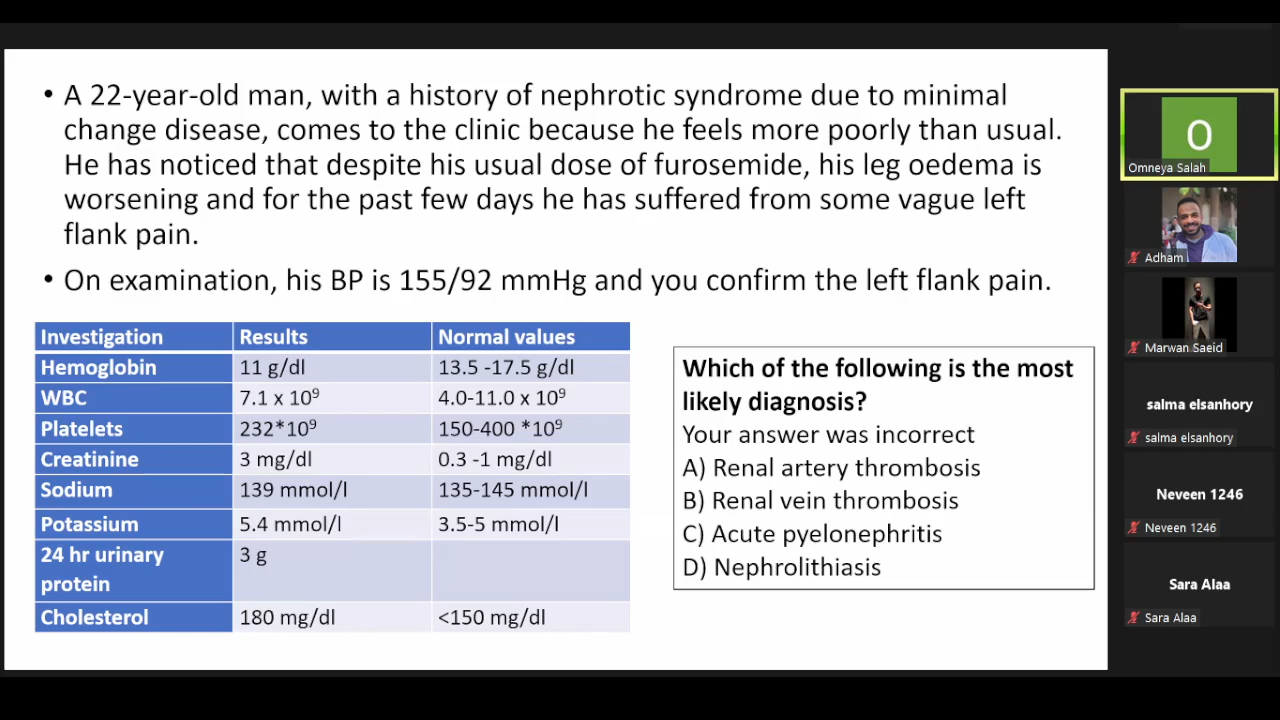 • A 22-year-old man, with a history of nephrotic syndrome due to minimal
change disease, comes to the clinic because he feels more poorly than usual.
He has noticed that despite his usual dose of furosemide, his leg oedema is
worsening and for the past few days he has suffered from some vague left
flank pain.
• On examination, his BP is 155/92 mmHg and you confirm the left flank pain.
Investigation Results Normal values
Hemoglobin 11 g/dl 13.5 -17.5 g/dl
WBC 7.1 x 10⁹ 4.0-11.0 x 10⁹
Platelets 232*10⁹ 150-400 *10⁹
Creatinine 3 mg/dl 0.3 -1 mg/dl
Sodium 139 mmol/l 135-145 mmol/l
Potassium 5.4 mmol/l 3.5-5 mmol/l
24 hr urinary 3 g
protein
Cholesterol 180 mg/dl <150 mg/dl
Which of the following is the most
likely diagnosis?
Your answer was incorrect
A) Renal artery thrombosis
B) Renal vein thrombosis
C) Acute pyelonephritis
D) Nephrolithiasis
O
Omneya Salah
Adham
Marwan Saeid
salma elsanhory
salma elsanhory
Neveen 1246
Neveen 1246
Sara Alaa
Sara Alaa